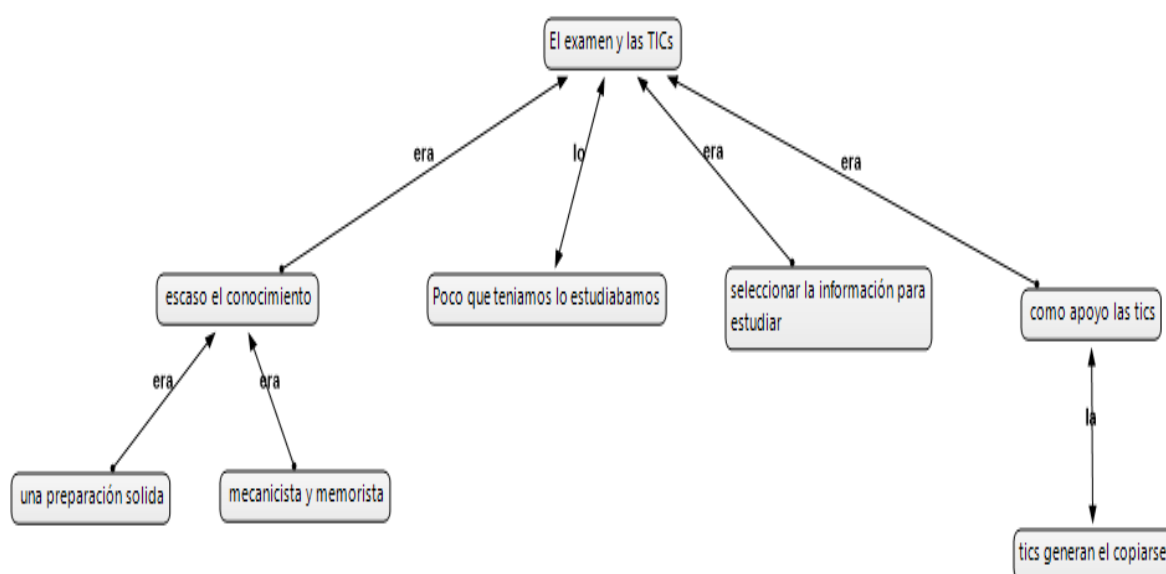 El examen y las TICs
era
lo
era
era
escaso el conocimiento
Poco que teniamos lo estudiabamos
seleccionar la información para
estudiar
como apoyo las tics
era
era
la
una preparación solida
mecanicista y memorista
tics generan el copiarse